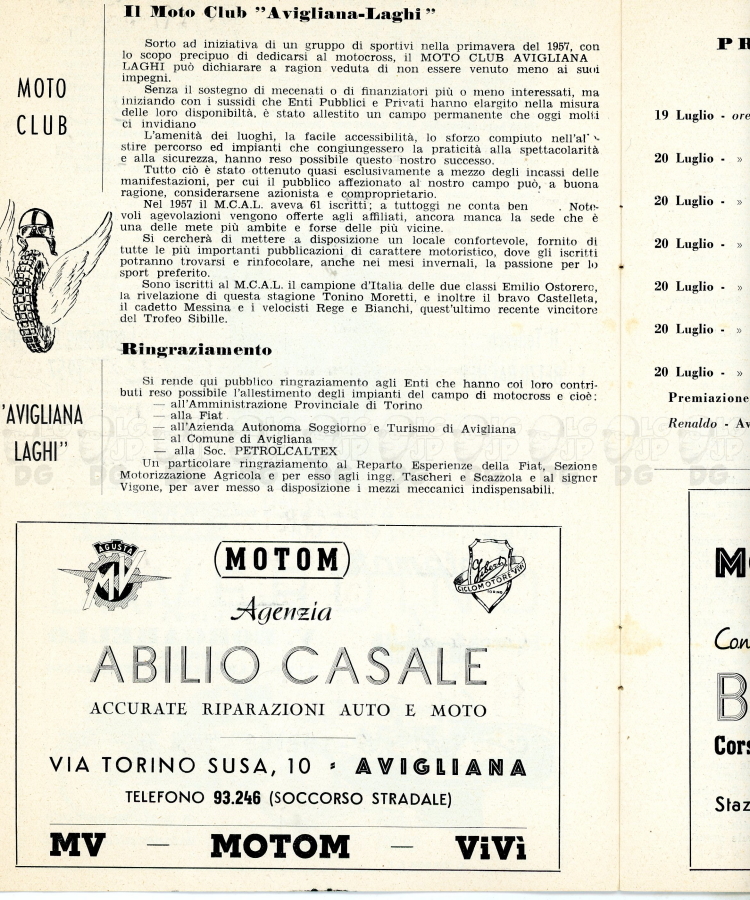 MOTO
CLUB
"AVIGLIANA
LAGHI"
Il Moto Club "Avigliana-Laghi"
Sorto ad iniziativa di un gruppo di sportivi nella primavera del 1957, con
lo scopo precipuo di dedicarsi al motocross, il MOTO CLUB AVIGLIANA
LAGHI può dichiarare a ragion veduta di non essere venuto meno ai suoi
impegni.
Senza il sostegno di mecenati o di finanziatori più o meno interessati, ma
iniziando con i sussidi che Enti Pubblici e Privati hanno elargito nella misura
delle loro disponibiltà, è stato allestito un campo permanente che oggi molti
ci invidiano
L'amenità dei luoghi, la facile accessibilità, lo sforzo compiuto nell'al
stire percorso ed impianti che congiungessero la praticità alla spettacolarità
e alla sicurezza, hanno reso possibile questo nostro successo.
Tutto ciò è stato ottenuto quasi esclusivamente a mezzo degli incassi delle
manifestazioni, per cui il pubblico affezionato al nostro campo può, a buona
ragione, considerarsene azionista e comproprietario.
Nel 1957 il M.C.A.L. aveva 61 iscritti; a tuttoggi ne conta ben . Note-
voli agevolazioni vengono offerte agli affiliati, ancora manca la sede che è
una delle mete più ambite e forse delle più vicine.
Si cercherà di mettere a disposizione un locale confortevole, fornito di
tutte le più importanti pubblicazioni di carattere motoristico, dove gli iscritti
potranno trovarsi e rinfocolare, anche nei mesi invernali, la passione per lo
sport preferito.
Sono iscritti al M.C.A.L. il campione d'Italia delle due classi Emilio Ostorero,
la rivelazione di questa stagione Tonino Moretti, e inoltre il bravo Castelleta,
il cadetto Messina e i velocisti Rege e Bianchi, quest'ultimo recente vincitore
del Trofeo Sibille.
Ringraziamento
Si rende qui pubblico ringraziamento agli Enti che hanno coi loro contri-
buti reso possibile l'allestimento degli impianti del campo di motocross e cioè:
— all'Amministrazione Provinciale di Torino
— alla Fiat
— all'Azienda Autonoma Soggiorno e Turismo di Avigliana
— al Comune di Avigliana
— alla Soc. PETROLCALTEX
Un particolare ringraziamento al Reparto Esperienze della Fiat, Sezione
Motorizzazione Agricola e per esso agli ingg. Tascheri e Scazzola e al signor
Vigone, per aver messo a disposizione i mezzi meccanici indispensabili.
AGUSTA
MV
MOTOM
Giberti
CICLOMOTORE VIVI
TORINO
Agenzia
ABILIO CASALE
ACCURATE RIPARAZIONI AUTO E MOTO
VIA TORINO SUSA, 10 - AVIGLIANA
TELEFONO 93.246 (SOCCORSO STRADALE)
MV — MOTOM — ViVi
PR
19 Luglio - ore
20 Luglio - »
20 Luglio - »
20 Luglio - »
20 Luglio - »
20 Luglio - »
20 Luglio - »
Premiazione
Renaldo - Av
Con
B
Cors
Staz